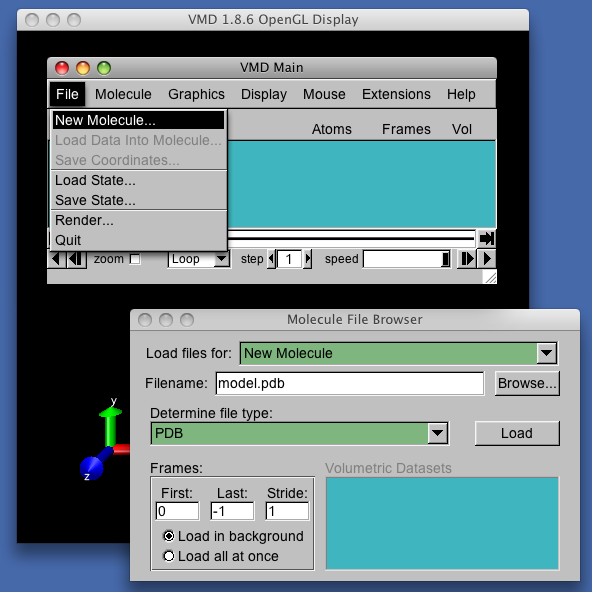 VMD 1.8.6 OpenGL Display
VMD Main
File Molecule Graphics Display Mouse Extensions Help
New Molecule...
Load Data Into Molecule...
Save Coordinates...
Load State...
Save State...
Render...
Quit
Atoms Frames Vol
zoom Loop step 1 speed
y
z
Molecule File Browser
Load files for: New Molecule
Filename: model.pdb Browse...
Determine file type:
PDB Load
Frames: Volumetric Datasets
First: Last: Stride:
0 -1 1
Load in background
Load all at once